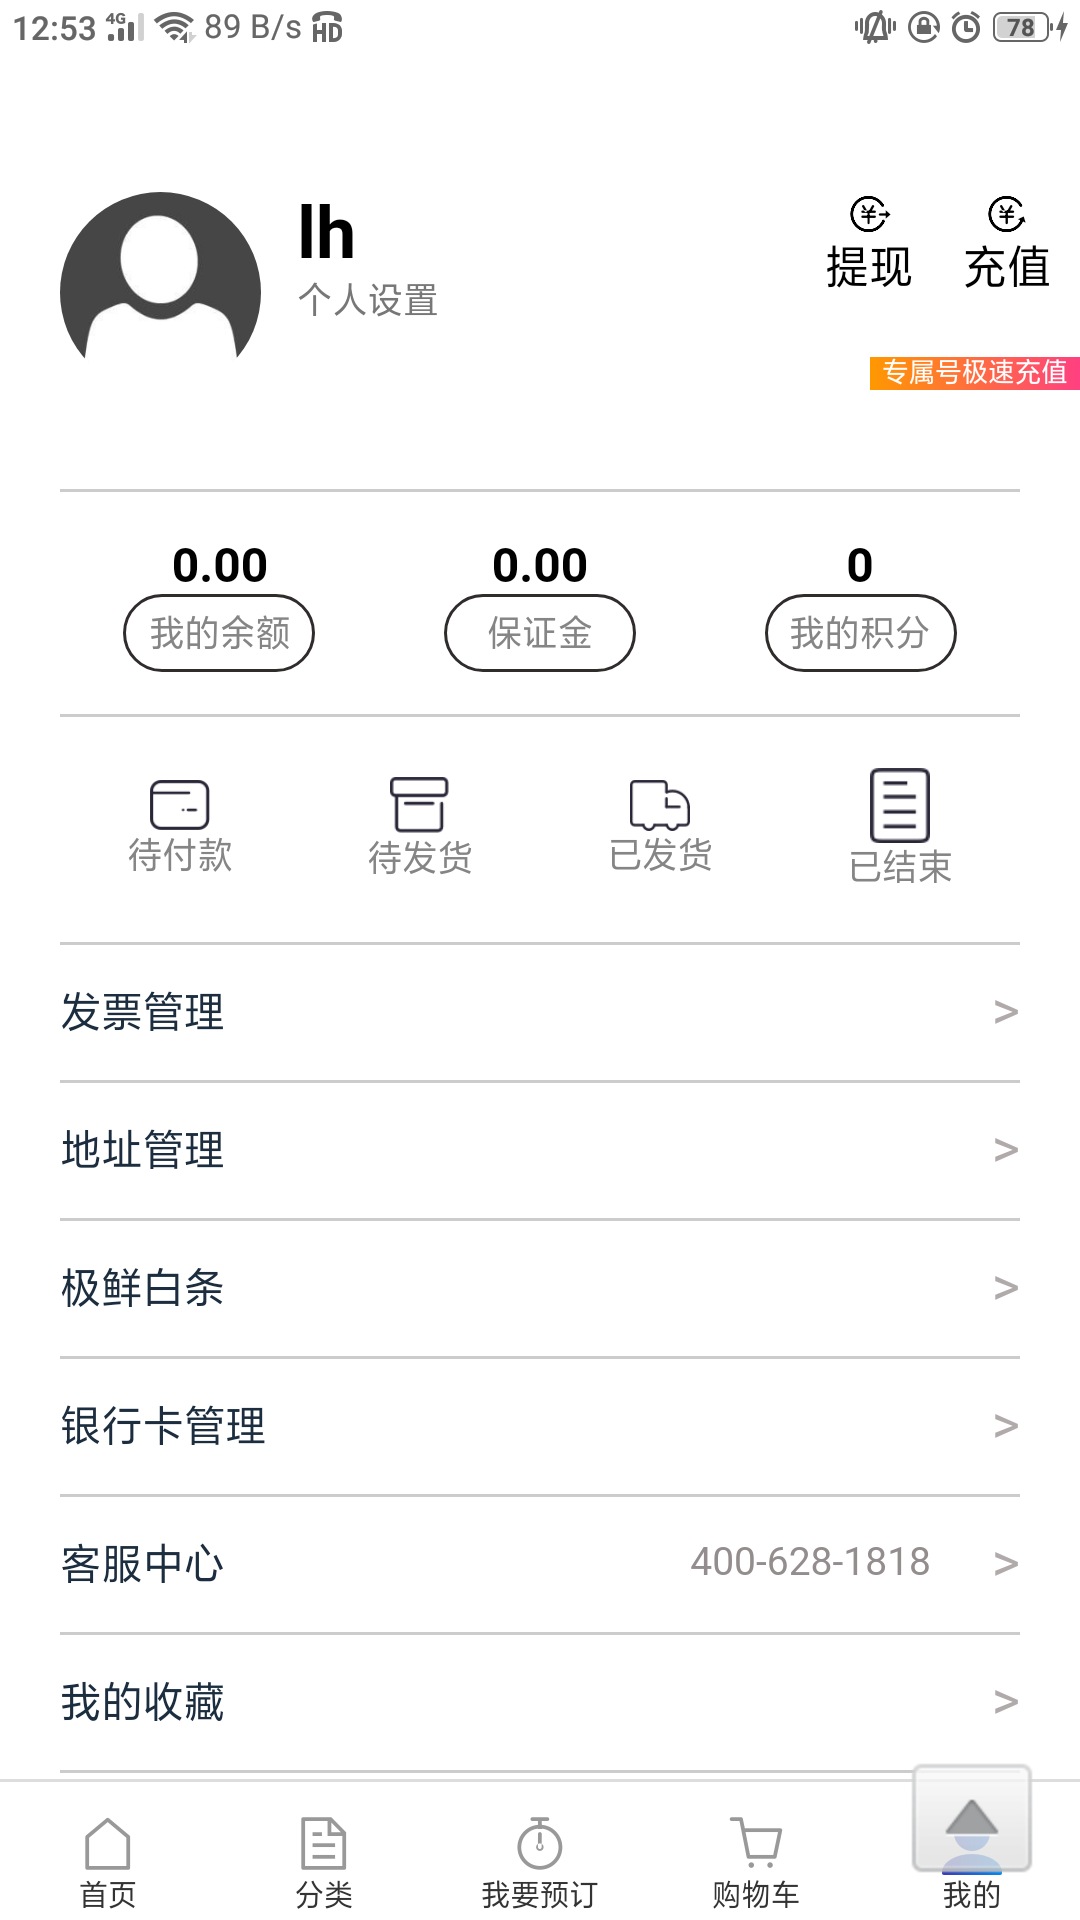 12:53 4G 89 B/s HD 78
lh
个人设置
提现 充值
专属号极速充值
0.00 0.00 0
我的余额 保证金 我的积分
待付款 待发货 已发货 已结束
发票管理 >
地址管理 >
极鲜白条 >
银行卡管理 >
客服中心 400-628-1818 >
我的收藏 >
首页 分类 我要预订 购物车 我的